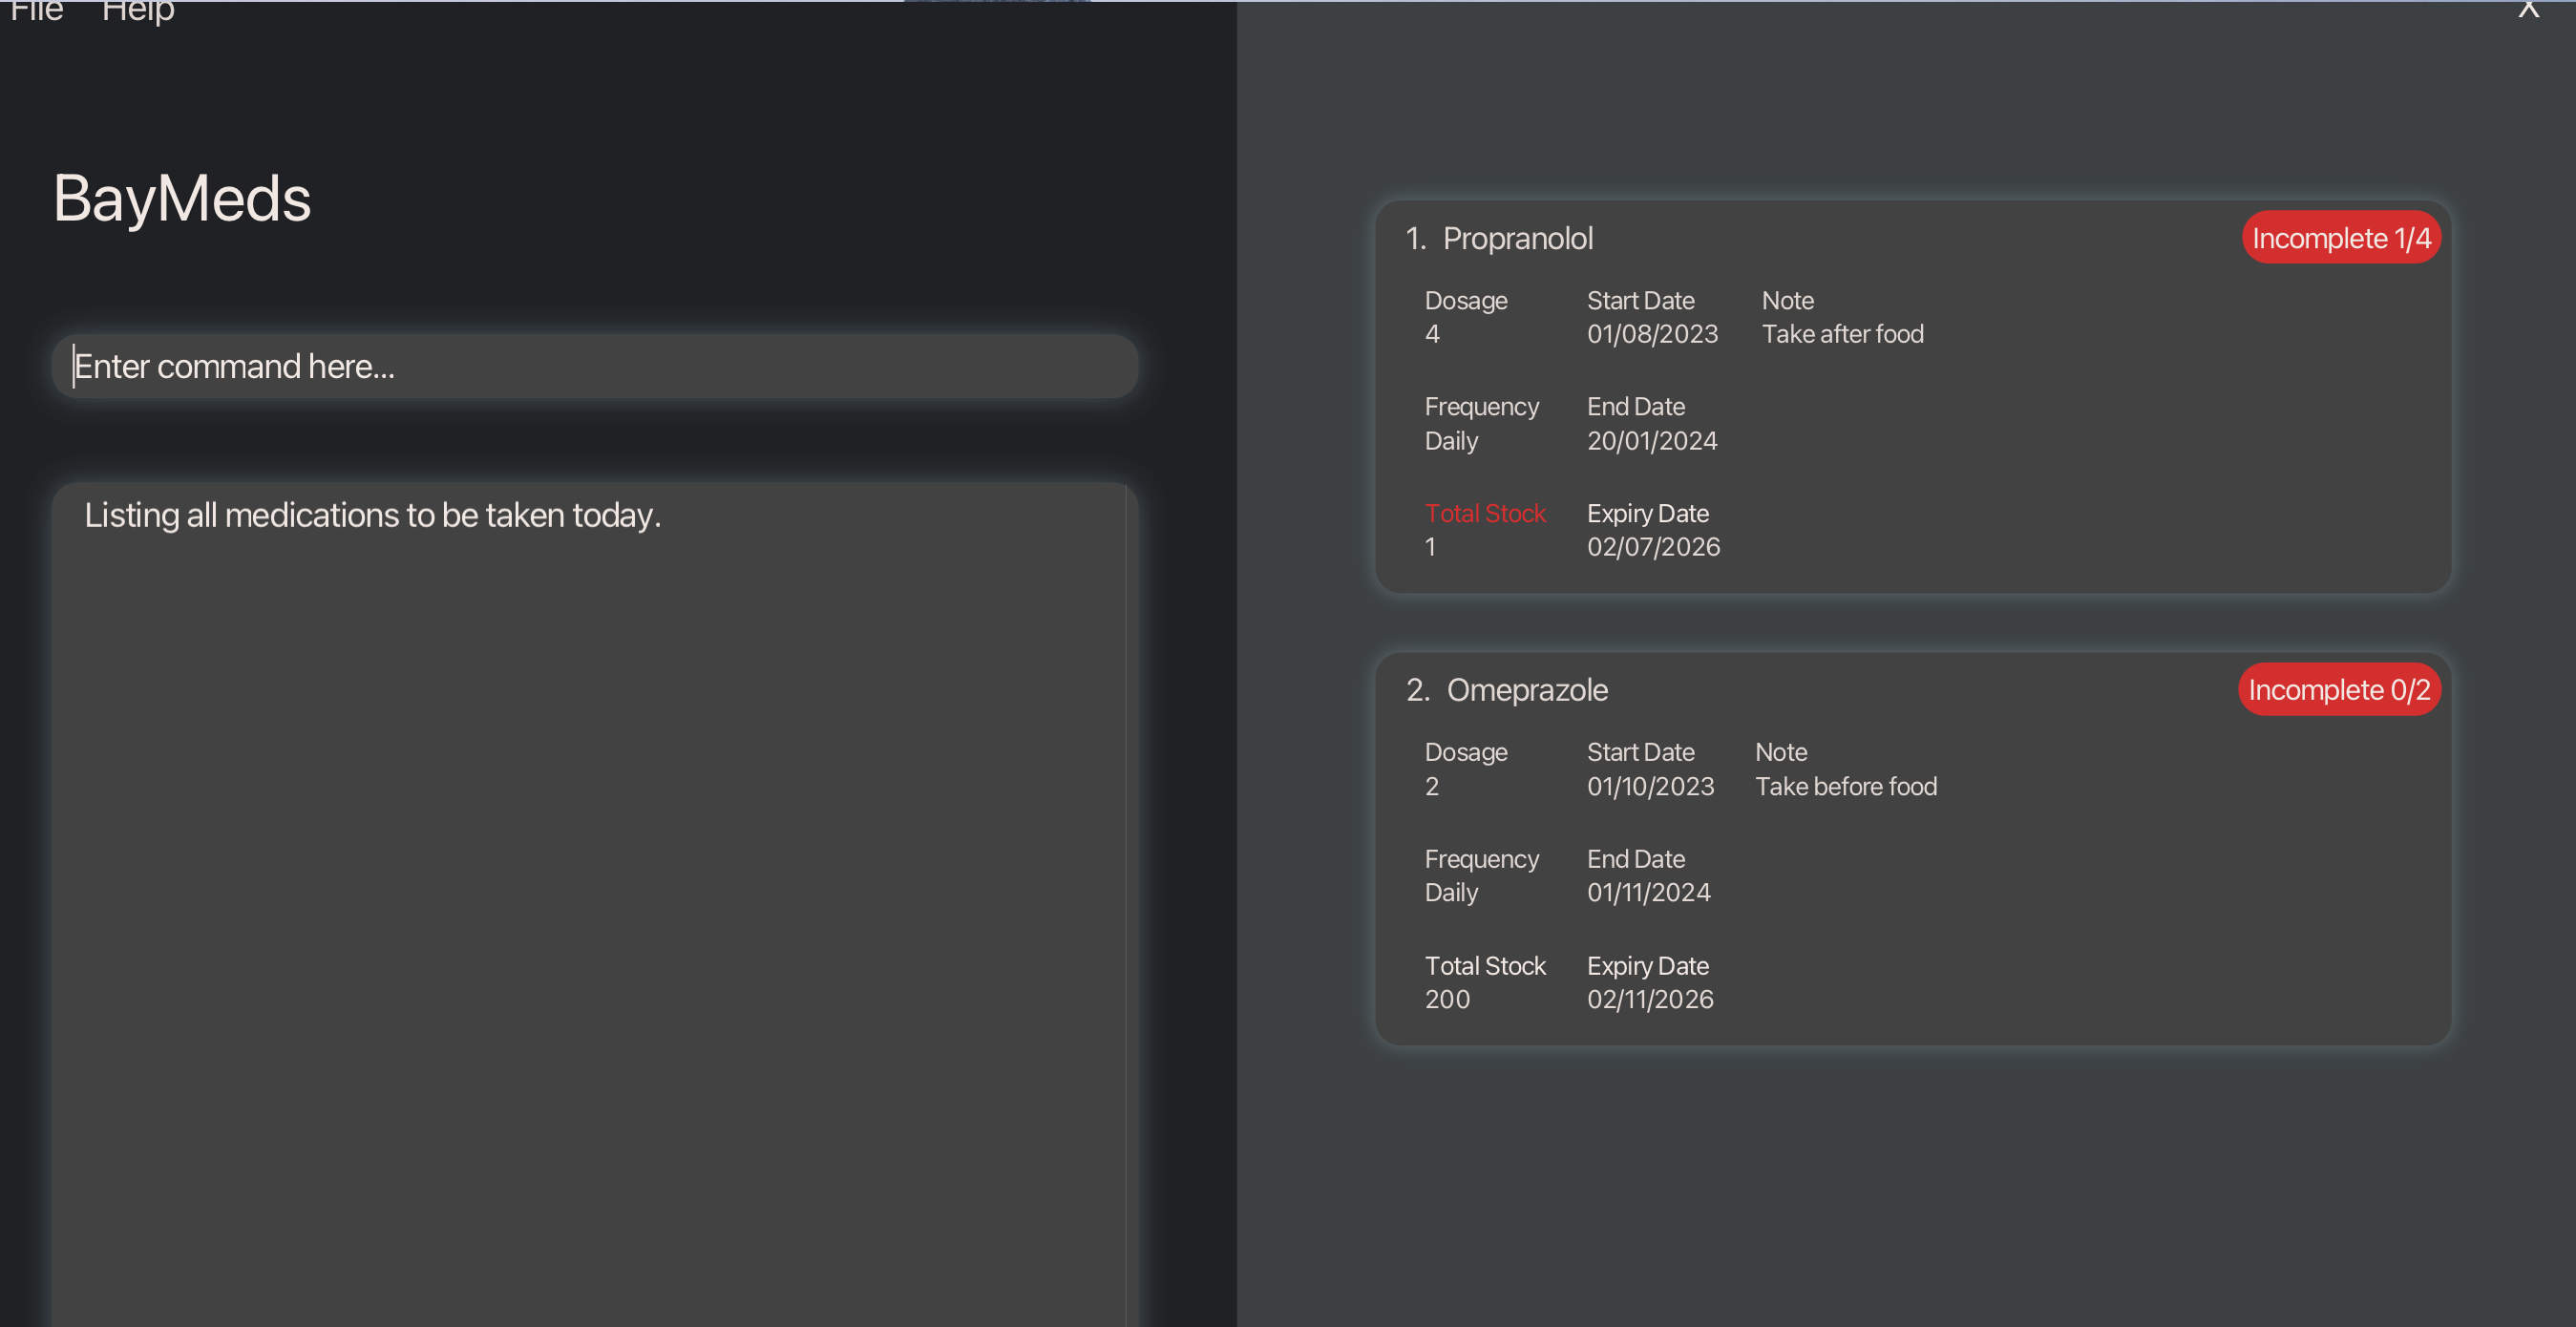 File Help X
BayMeds
Enter command here...
Listing all medications to be taken today.
1. Propranolol Incomplete 1/4
Dosage Start Date Note
4 01/08/2023 Take after food
Frequency End Date
Daily 20/01/2024
Total Stock Expiry Date
1 02/07/2026
2. Omeprazole Incomplete 0/2
Dosage Start Date Note
2 01/10/2023 Take before food
Frequency End Date
Daily 01/11/2024
Total Stock Expiry Date
200 02/11/2026